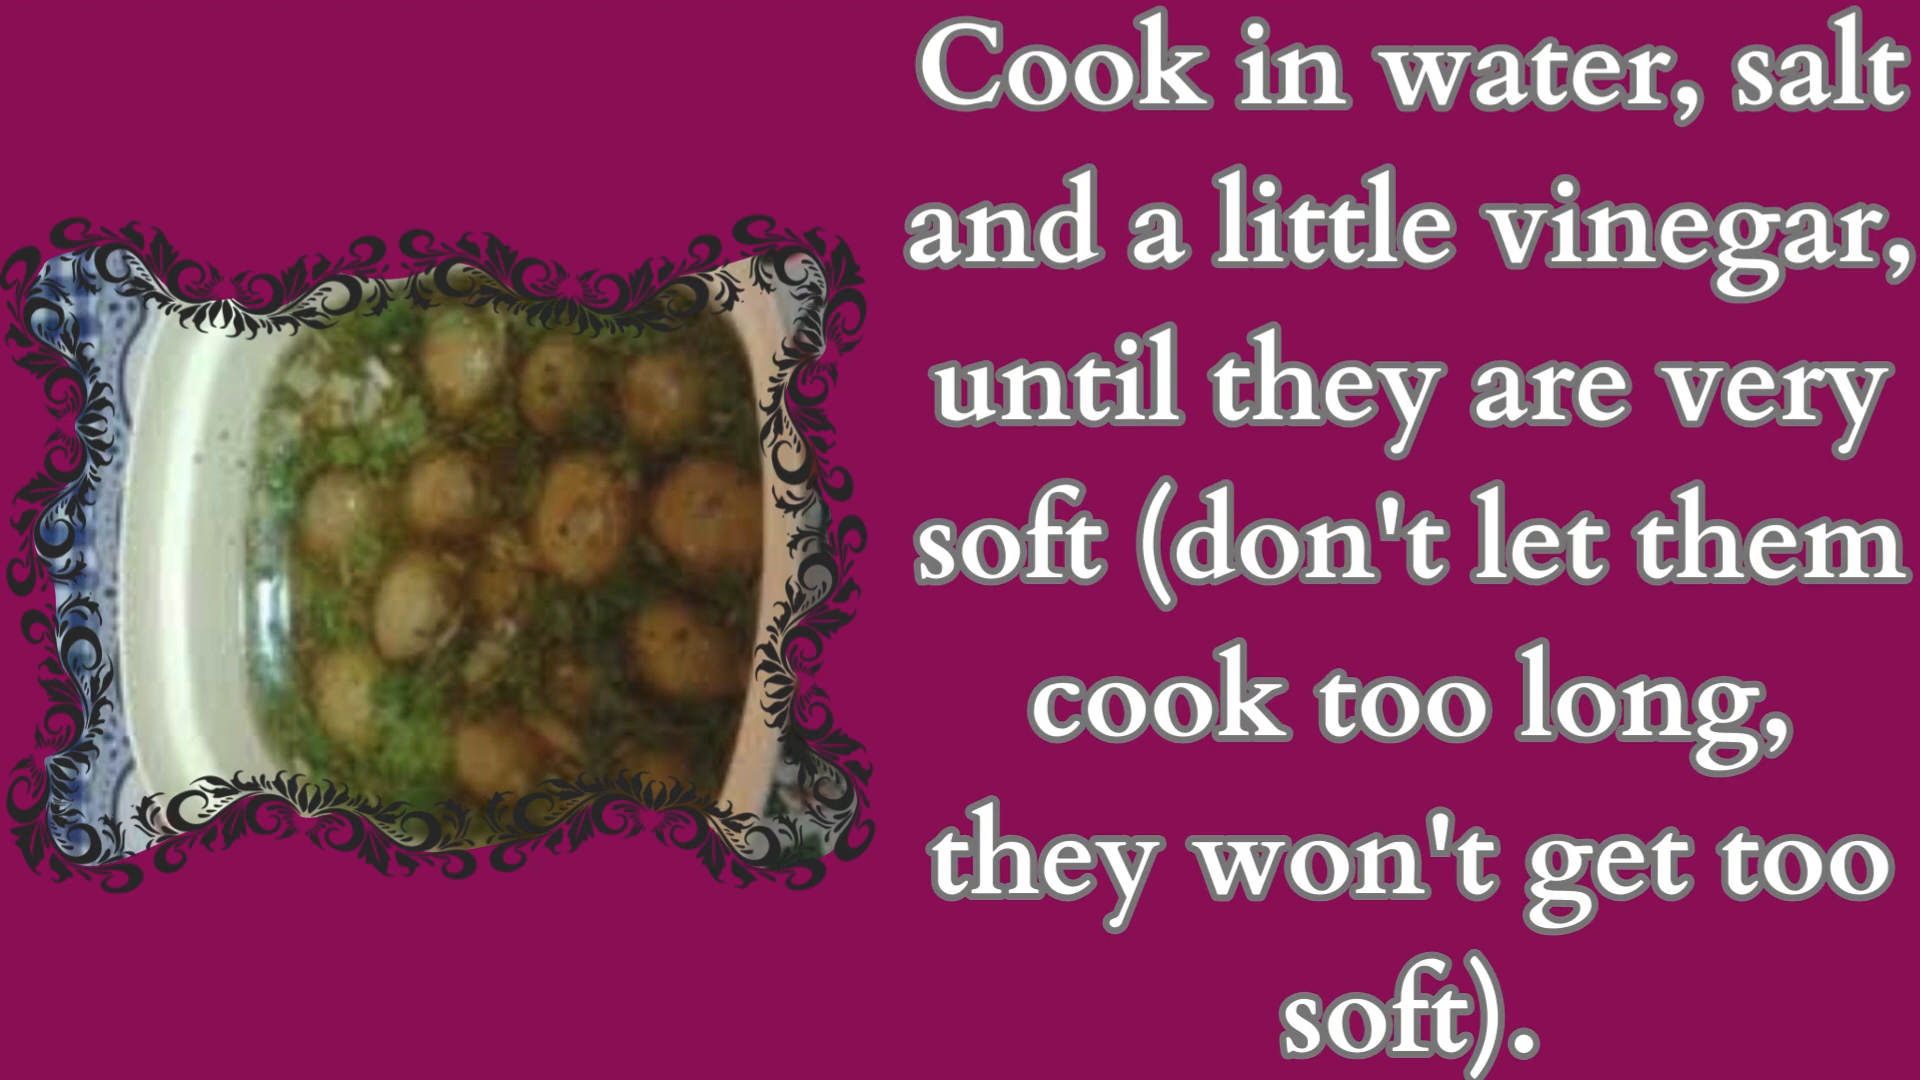 Cook in water, salt
and a little vinegar,
until they are very
soft (don't let them
cook too long,
they won't get too
soft).